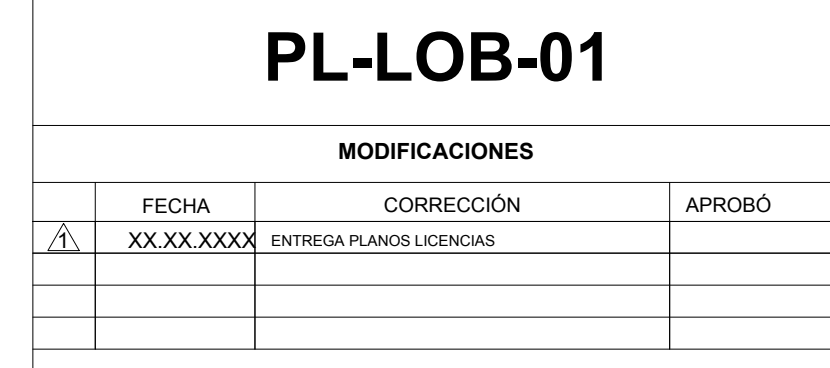 PL-LOB-01
MODIFICACIONES
FECHA CORRECCIÓN APROBÓ
1 XX.XX.XXXX ENTREGA PLANOS LICENCIAS